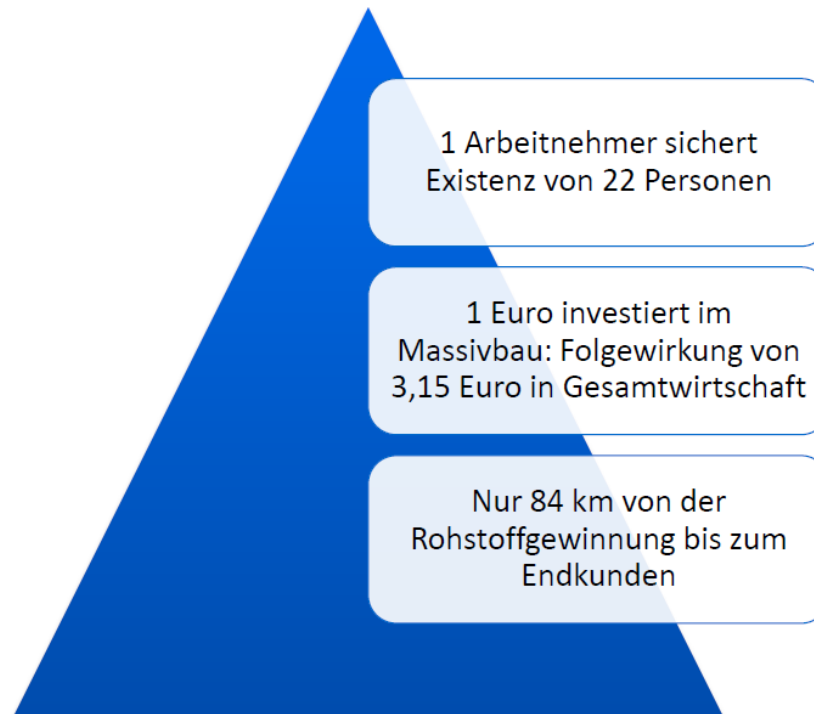 1 Arbeitnehmer sichert
Existenz von 22 Personen
1 Euro investiert im
Massivbau: Folgewirkung von
3,15 Euro in Gesamtwirtschaft
Nur 84 km von der
Rohstoffgewinnung bis zum
Endkunden